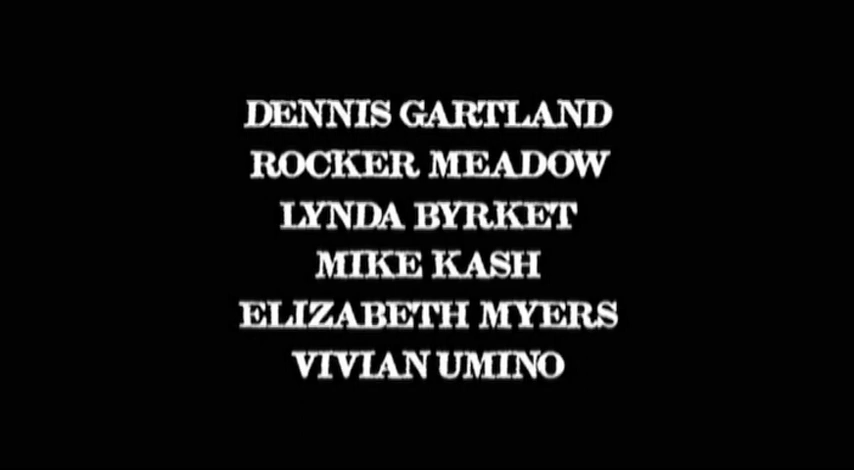 DENNIS GARTLAND
ROCKER MEADOW
LYNDA BYRKET
MIKE KASH
ELIZABETH MYERS
VIVIAN UMINO